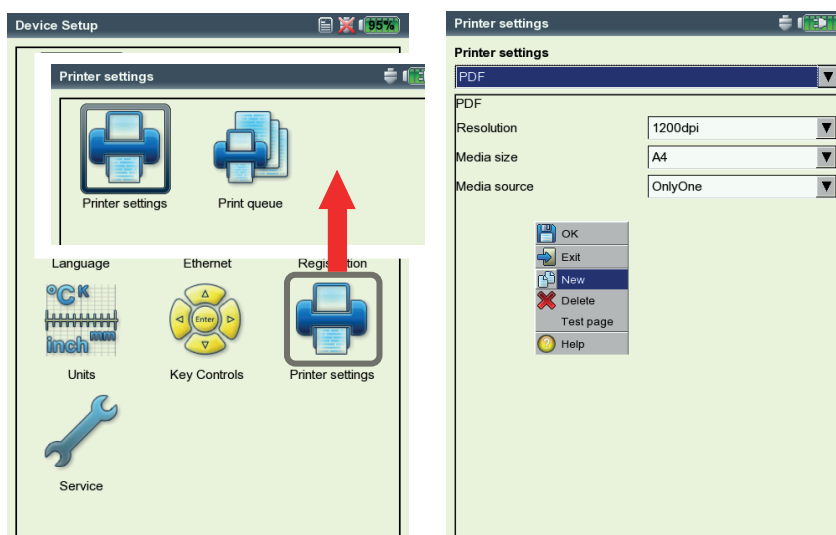 Device Setup 95%
Printer settings
Printer settings Print queue
Language Ethernet Registration
°C K
inch mm
Enter
Units Key Controls Printer settings
Service
Printer settings
Printer settings
PDF
PDF
Resolution 1200dpi
Media size A4
Media source OnlyOne
OK
Exit
New
Delete
Test page
Help